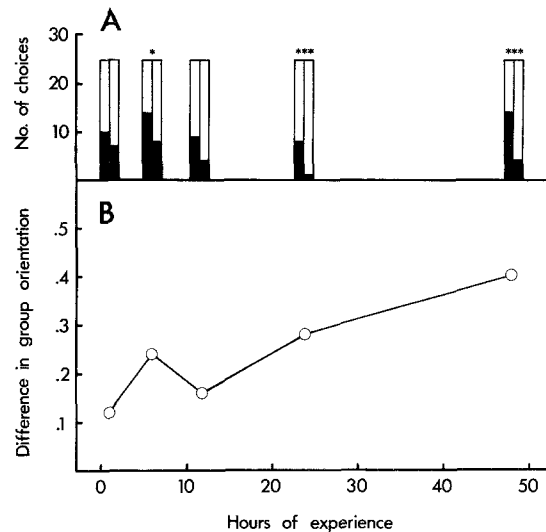 A
No. of choices
30
20
10
*
***
***
B
Difference in group orientation
.5
.4
.3
.2
.1
0 10 20 30 40 50
Hours of experience